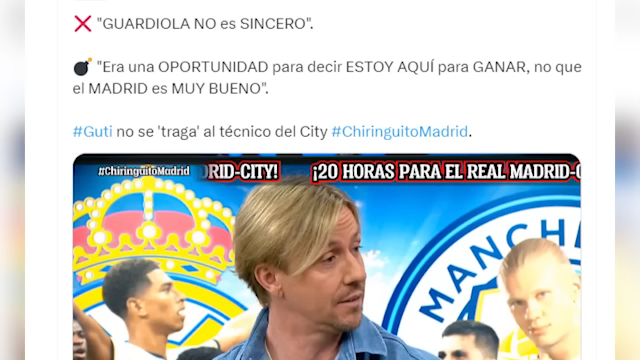 ❌ "GUARDIOLA NO es SINCERO".
💣 "Era una OPORTUNIDAD para decir ESTOY AQUÍ para GANAR, no que
el MADRID es MUY BUENO".
#Guti no se 'traga' al técnico del City #ChiringuitoMadrid.
#ChiringuitoMadrid
RID-CITY! ¡20 HORAS PARA EL REAL MADRID-C
MANCHE